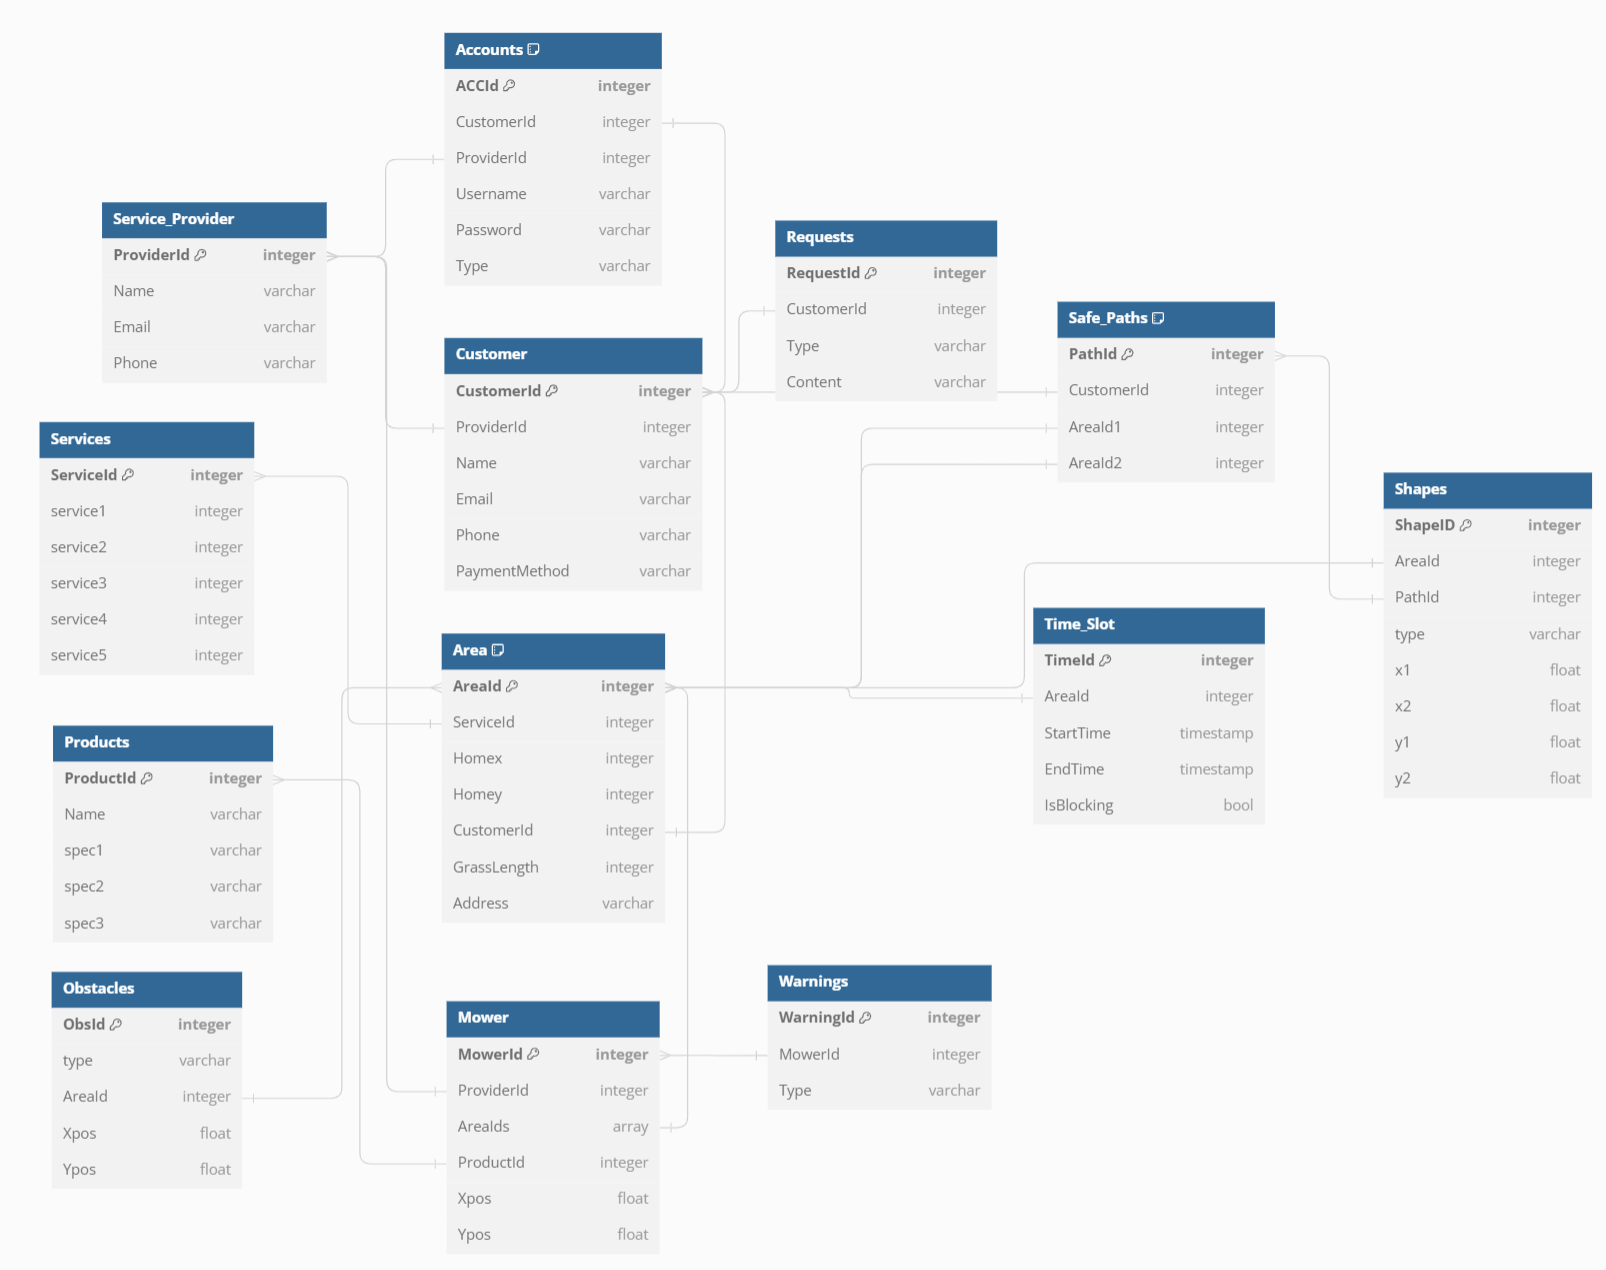 Accounts
ACCId integer
CustomerId integer
ProviderId integer
Username varchar
Password varchar
Type varchar
Service_Provider
ProviderId integer
Name varchar
Email varchar
Phone varchar
Requests
RequestId integer
CustomerId integer
Type varchar
Content varchar
Safe_Paths
PathId integer
CustomerId integer
AreaId1 integer
AreaId2 integer
Customer
CustomerId integer
ProviderId integer
Name varchar
Email varchar
Phone varchar
PaymentMethod varchar
Services
ServiceId integer
service1 integer
service2 integer
service3 integer
service4 integer
service5 integer
Shapes
ShapeID integer
AreaId integer
PathId integer
type varchar
x1 float
x2 float
y1 float
y2 float
Time_Slot
TimeId integer
AreaId integer
StartTime timestamp
EndTime timestamp
IsBlocking bool
Area
AreaId integer
ServiceId integer
Homex integer
Homey integer
CustomerId integer
GrassLength integer
Address varchar
Products
ProductId integer
Name varchar
spec1 varchar
spec2 varchar
spec3 varchar
Obstacles
ObsId integer
type varchar
AreaId integer
Xpos float
Ypos float
Mower
MowerId integer
ProviderId integer
AreaIds array
ProductId integer
Xpos float
Ypos float
Warnings
WarningId integer
MowerId integer
Type varchar